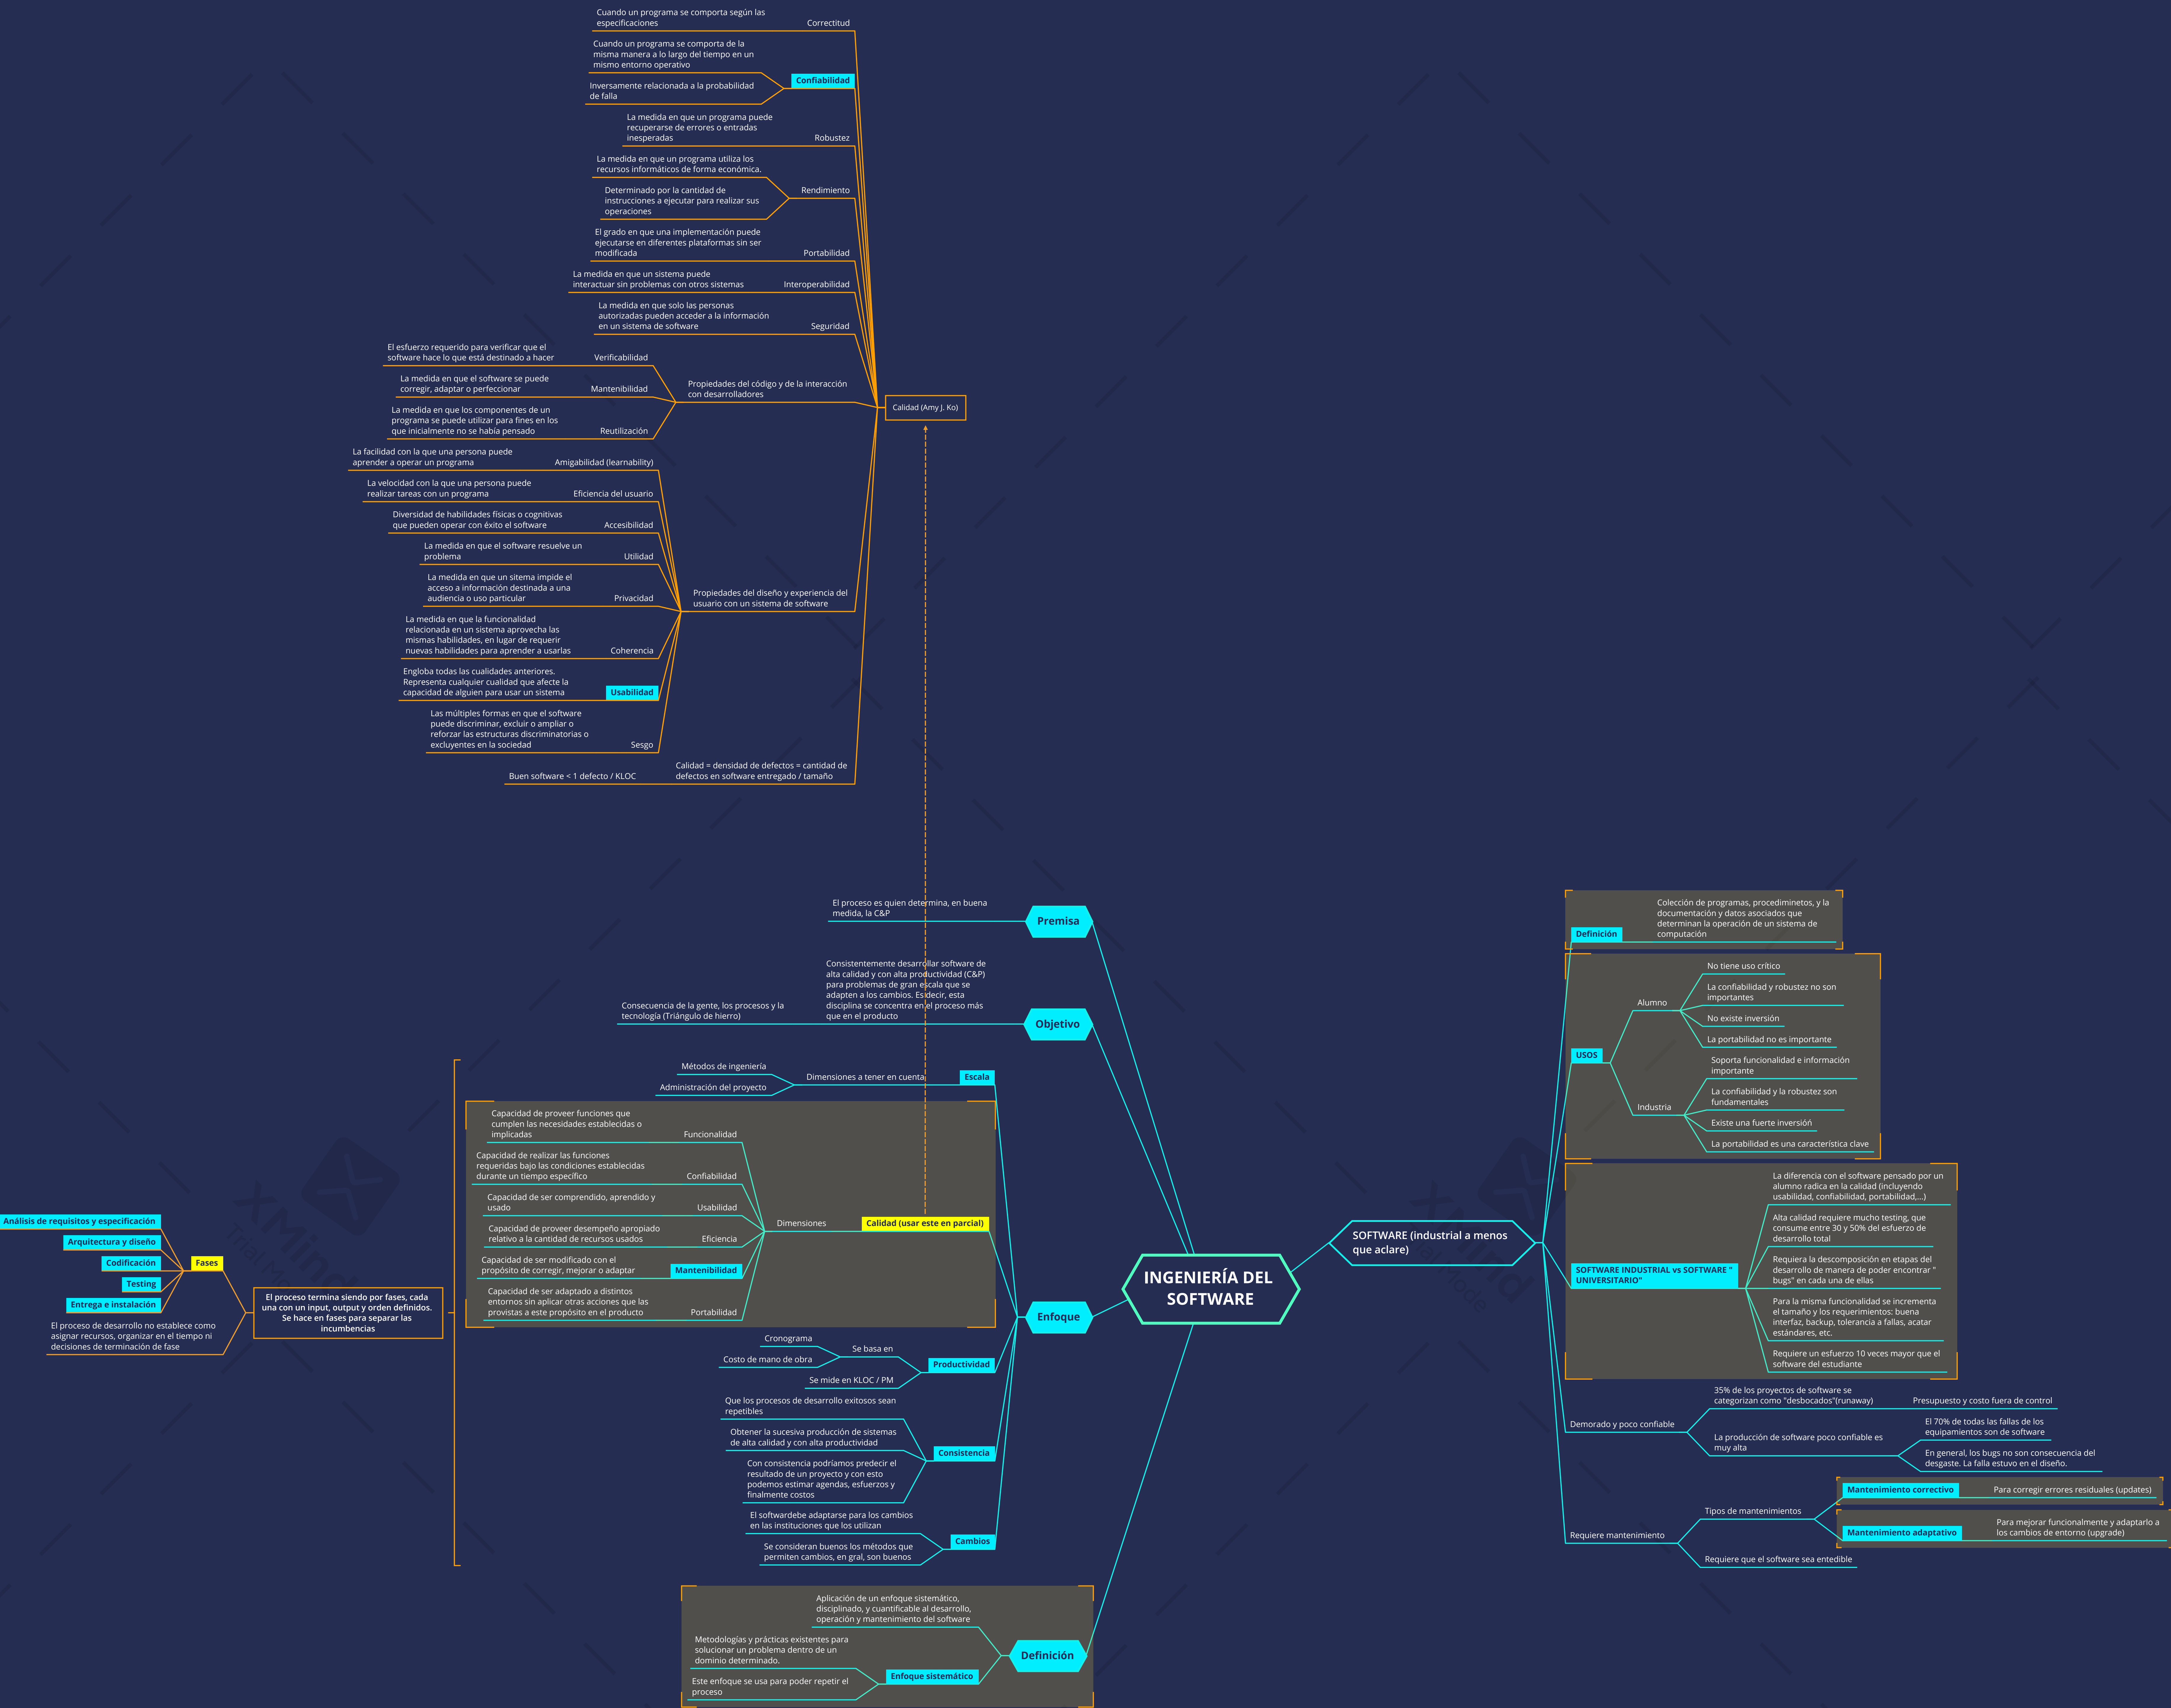 Cuando un programa se comporta según las
especificaciones
Correctitud
Cuando un programa se comporta de la
misma manera a lo largo del tiempo en un
mismo entorno operativo
Confiabilidad
Inversamente relacionada a la probabilidad
de falla
La medida en que un programa puede
recuperarse de errores o entradas
inesperadas
Robustez
La medida en que un programa utiliza los
recursos informáticos de forma económica.
Rendimiento
Determinado por la cantidad de
instrucciones a ejecutar para realizar sus
operaciones
El grado en que una implementación puede
ejecutarse en diferentes plataformas sin ser
modificada
Portabilidad
La medida en que un sistema puede
interactuar sin problemas con otros sistemas
Interoperabilidad
La medida en que solo las personas
autorizadas pueden acceder a la información
en un sistema de software
Seguridad
El esfuerzo requerido para verificar que el
software hace lo que está destinado a hacer
Verificabilidad
La medida en que el software se puede
corregir, adaptar o perfeccionar
Mantenibilidad
La medida en que los componentes de un
programa se puede utilizar para fines en los
que inicialmente no se había pensado
Reutilización
Propiedades del código y de la interacción
con desarrolladores
Calidad (Amy J. Ko)
La facilidad con la que una persona puede
aprender a operar un programa
Amigabilidad (learnability)
La velocidad con la que una persona puede
realizar tareas con un programa
Eficiencia del usuario
Diversidad de habilidades físicas o cognitivas
que pueden operar con éxito el software
Accesibilidad
La medida en que el software resuelve un
problema
Utilidad
La medida en que un sitema impide el
acceso a información destinada a una
audiencia o uso particular
Privacidad
Propiedades del diseño y experiencia del
usuario con un sistema de software
La medida en que la funcionalidad
relacionada en un sistema aprovecha las
mismas habilidades, en lugar de requerir
nuevas habilidades para aprender a usarlas
Coherencia
Engloba todas las cualidades anteriores.
Representa cualquier cualidad que afecte la
capacidad de alguien para usar un sistema
Usabilidad
Las múltiples formas en que el software
puede discriminar, excluir o ampliar o
reforzar las estructuras discriminatorias o
excluyentes en la sociedad
Sesgo
Calidad = densidad de defectos = cantidad de
defectos en software entregado / tamaño
Buen software < 1 defecto / KLOC
El proceso es quien determina, en buena
medida, la C&P
Premisa
Consistentemente desarrollar software de
alta calidad y con alta productividad (C&P)
para problemas de gran escala que se
adapten a los cambios. Es decir, esta
disciplina se concentra en el proceso más
que en el producto
Consecuencia de la gente, los procesos y la
tecnología (Triángulo de hierro)
Objetivo
Métodos de ingeniería
Administración del proyecto
Dimensiones a tener en cuenta
Escala
Capacidad de proveer funciones que
cumplen las necesidades establecidas o
implicadas
Funcionalidad
Capacidad de realizar las funciones
requeridas bajo las condiciones establecidas
durante un tiempo específico
Confiabilidad
Capacidad de ser comprendido, aprendido y
usado
Usabilidad
Capacidad de proveer desempeño apropiado
relativo a la cantidad de recursos usados
Eficiencia
Capacidad de ser modificado con el
propósito de corregir, mejorar o adaptar
Mantenibilidad
Capacidad de ser adaptado a distintos
entornos sin aplicar otras acciones que las
provistas a este propósito en el producto
Portabilidad
Dimensiones
Calidad (usar este en parcial)
Enfoque
Cronograma
Costo de mano de obra
Se basa en
Se mide en KLOC / PM
Productividad
Que los procesos de desarrollo exitosos sean
repetibles
Obtener la sucesiva producción de sistemas
de alta calidad y con alta productividad
Con consistencia podríamos predecir el
resultado de un proyecto y con esto
podemos estimar agendas, esfuerzos y
finalmente costos
Consistencia
El softwardebe adaptarse para los cambios
en las instituciones que los utilizan
Se consideran buenos los métodos que
permiten cambios, en gral, son buenos
Cambios
Análisis de requisitos y especificación
Arquitectura y diseño
Codificación
Testing
Entrega e instalación
Fases
El proceso de desarrollo no establece como
asignar recursos, organizar en el tiempo ni
decisiones de terminación de fase
El proceso termina siendo por fases, cada
una con un input, output y orden definidos.
Se hace en fases para separar las
incumbencias
Aplicación de un enfoque sistemático,
disciplinado, y cuantificable al desarrollo,
operación y mantenimiento del software
Metodologías y prácticas existentes para
solucionar un problema dentro de un
dominio determinado.
Este enfoque se usa para poder repetir el
proceso
Enfoque sistemático
Definición
INGENIERÍA DEL
SOFTWARE
SOFTWARE (industrial a menos
que aclare)
Definición
Colección de programas, procediminetos, y la
documentación y datos asociados que
determinan la operación de un sistema de
computación
USOS
Alumno
No tiene uso crítico
La confiabilidad y robustez no son
importantes
No existe inversión
La portabilidad no es importante
Industria
Soporta funcionalidad e información
importante
La confiabilidad y la robustez son
fundamentales
Existe una fuerte inversióń
La portabilidad es una característica clave
SOFTWARE INDUSTRIAL vs SOFTWARE "
UNIVERSITARIO"
La diferencia con el software pensado por un
alumno radica en la calidad (incluyendo
usabilidad, confiabilidad, portabilidad,...)
Alta calidad requiere mucho testing, que
consume entre 30 y 50% del esfuerzo de
desarrollo total
Requiera la descomposición en etapas del
desarrollo de manera de poder encontrar "
bugs" en cada una de ellas
Para la misma funcionalidad se incrementa
el tamaño y los requerimientos: buena
interfaz, backup, tolerancia a fallas, acatar
estándares, etc.
Requiere un esfuerzo 10 veces mayor que el
software del estudiante
Demorado y poco confiable
35% de los proyectos de software se
categorizan como "desbocados"(runaway)
Presupuesto y costo fuera de control
La producción de software poco confiable es
muy alta
El 70% de todas las fallas de los
equipamientos son de software
En general, los bugs no son consecuencia del
desgaste. La falla estuvo en el diseño.
Requiere mantenimiento
Tipos de mantenimientos
Mantenimiento correctivo
Para corregir errores residuales (updates)
Mantenimiento adaptativo
Para mejorar funcionalmente y adaptarlo a
los cambios de entorno (upgrade)
Requiere que el software sea entedible
XMind
XMind